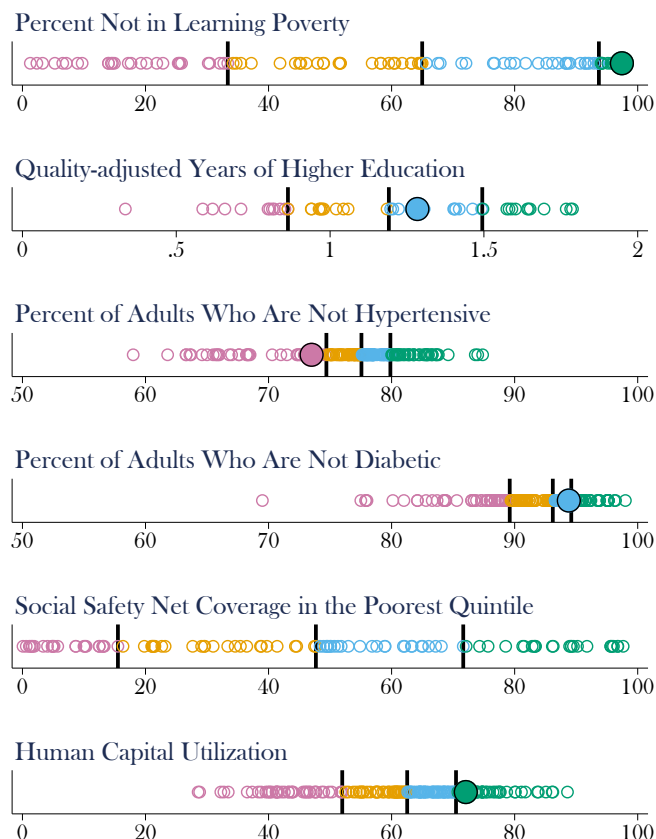 Percent Not in Learning Poverty
0 20 40 60 80 100
Quality-adjusted Years of Higher Education
0 .5 1 1.5 2
Percent of Adults Who Are Not Hypertensive
50 60 70 80 90 100
Percent of Adults Who Are Not Diabetic
50 60 70 80 90 100
Social Safety Net Coverage in the Poorest Quintile
0 20 40 60 80 100
Human Capital Utilization
0 20 40 60 80 100